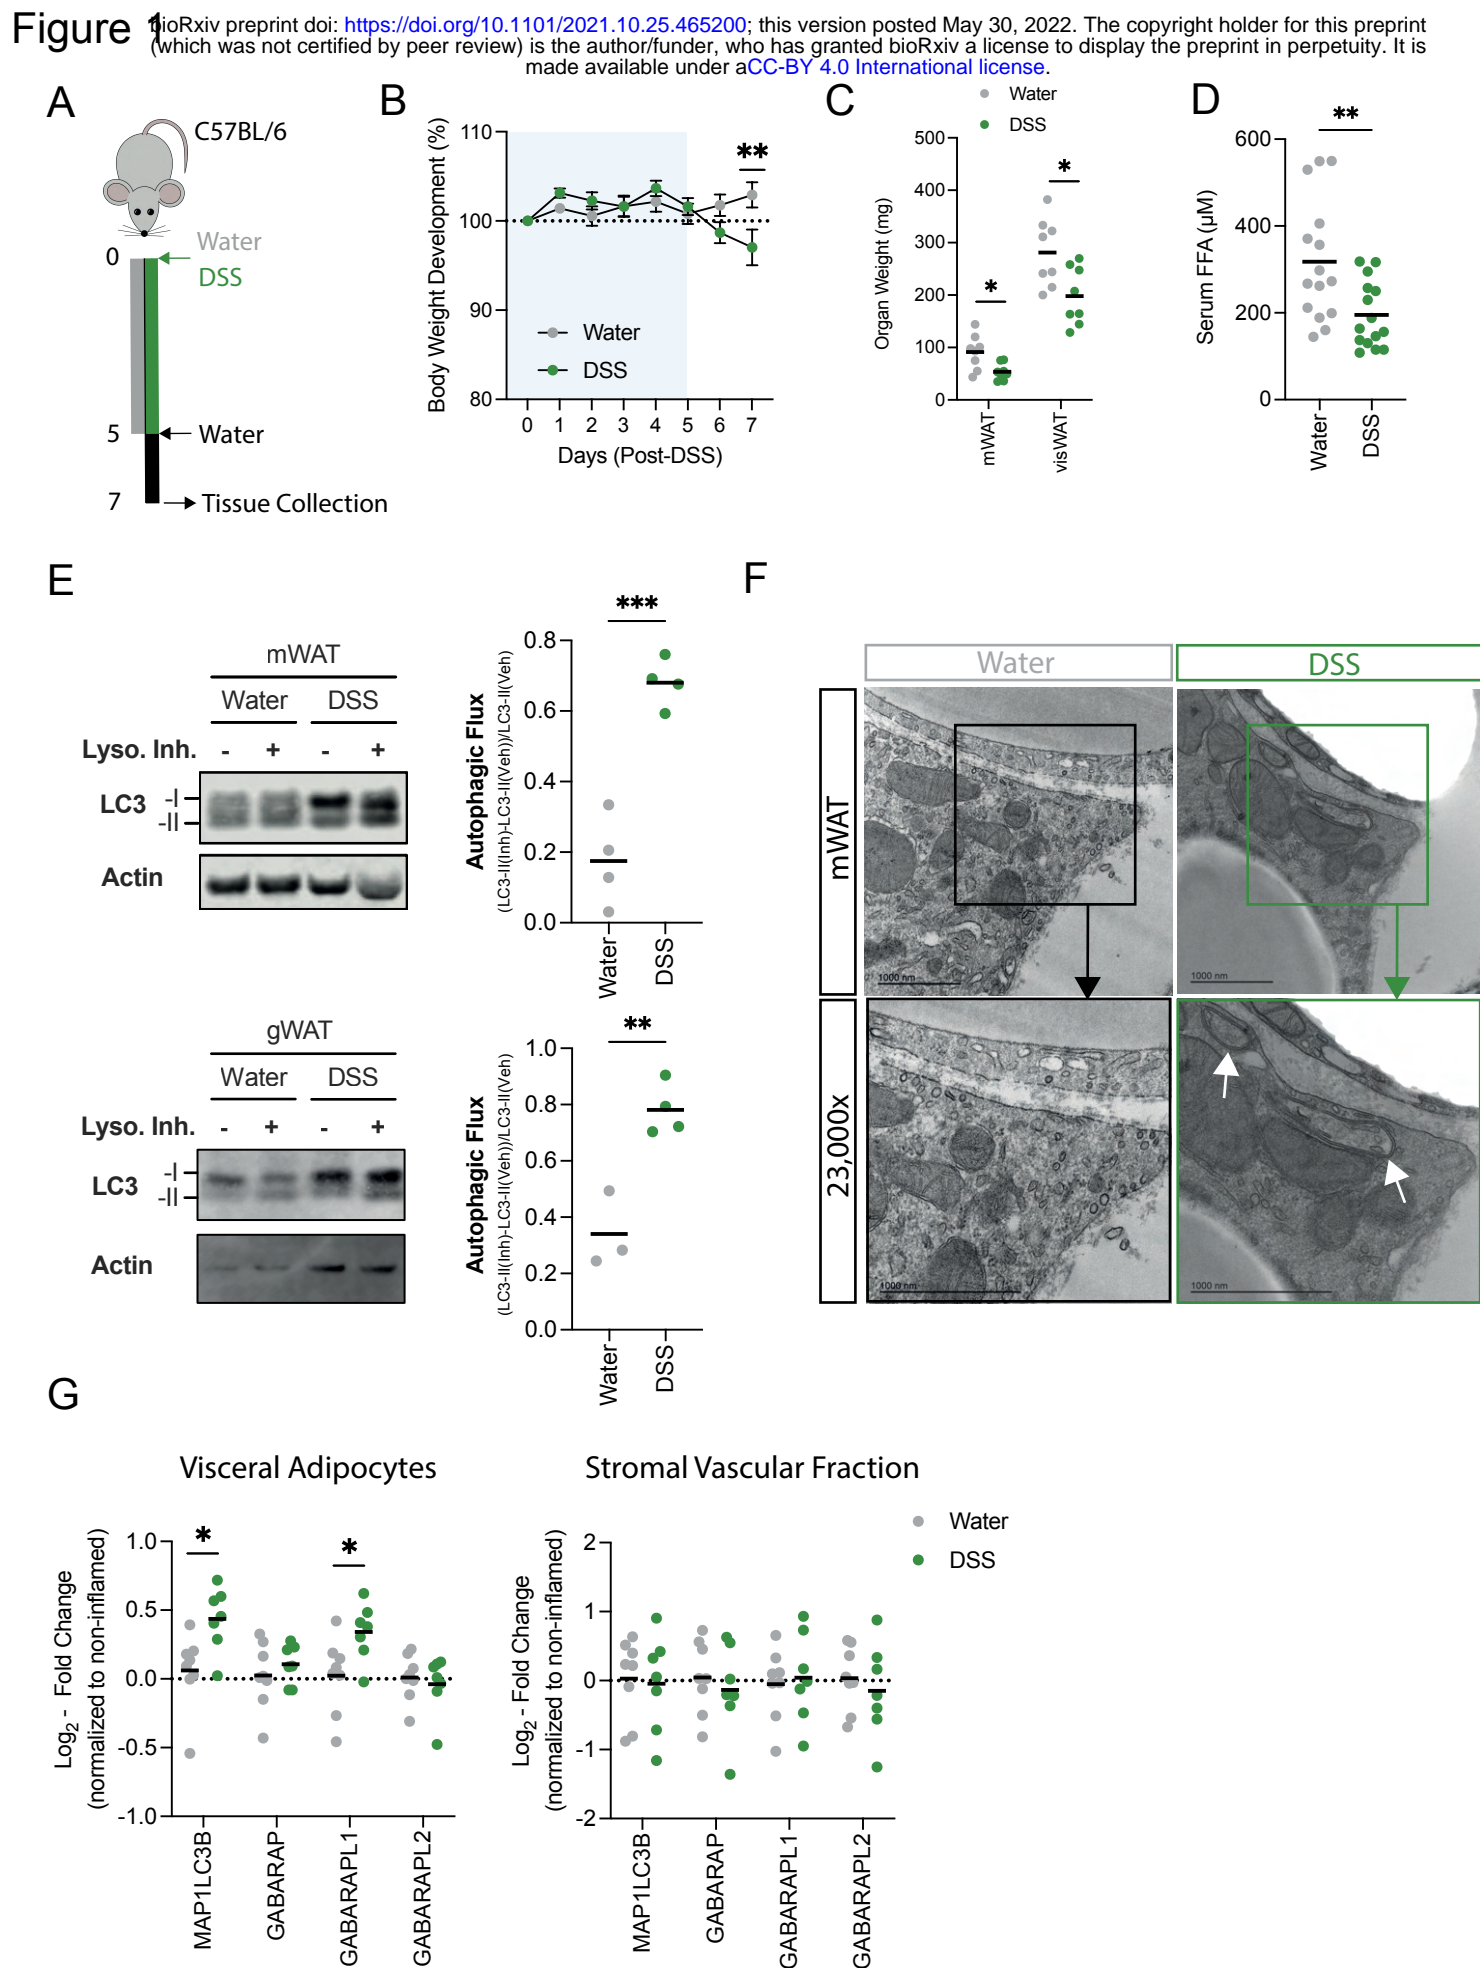 Figure 1
bioRxiv preprint doi: https://doi.org/10.1101/2021.10.25.465200; this version posted May 30, 2022. The copyright holder for this preprint
(which was not certified by peer review) is the author/funder, who has granted bioRxiv a license to display the preprint in perpetuity. It is
made available under aCC-BY 4.0 International license.
A
C57BL/6
0
Water
DSS
5
Water
7
Tissue Collection
B
Body Weight Development (%)
110
100
90
80
**
Water
DSS
0 1 2 3 4 5 6 7
Days (Post-DSS)
C
Water
DSS
Organ Weight (mg)
500
400
300
200
100
0
*
*
mWAT
visWAT
D
**
Serum FFA (µM)
600
400
200
0
Water
DSS
E
mWAT
Water DSS
Lyso. Inh. - + - +
LC3
-I
-II
Actin
***
Autophagic Flux
(LC3-II(Inh)-LC3-II(Veh))/LC3-II(Veh)
0.8
0.6
0.4
0.2
0.0
Water
DSS
gWAT
Water DSS
Lyso. Inh. - + - +
LC3
-I
-II
Actin
**
Autophagic Flux
(LC3-II(Inh)-LC3-II(Veh))/LC3-II(Veh)
1.0
0.8
0.6
0.4
0.2
0.0
Water
DSS
F
Water
DSS
mWAT
1000 nm
1000 nm
23,000x
1000 nm
1000 nm
G
Visceral Adipocytes
Log2 - Fold Change
(normalized to non-inflamed)
1.0
0.5
0.0
-0.5
-1.0
*
*
MAP1LC3B
GABARAP
GABARAPL1
GABARAPL2
Stromal Vascular Fraction
Log2 - Fold Change
(normalized to non-inflamed)
2
1
0
-1
-2
MAP1LC3B
GABARAP
GABARAPL1
GABARAPL2
Water
DSS